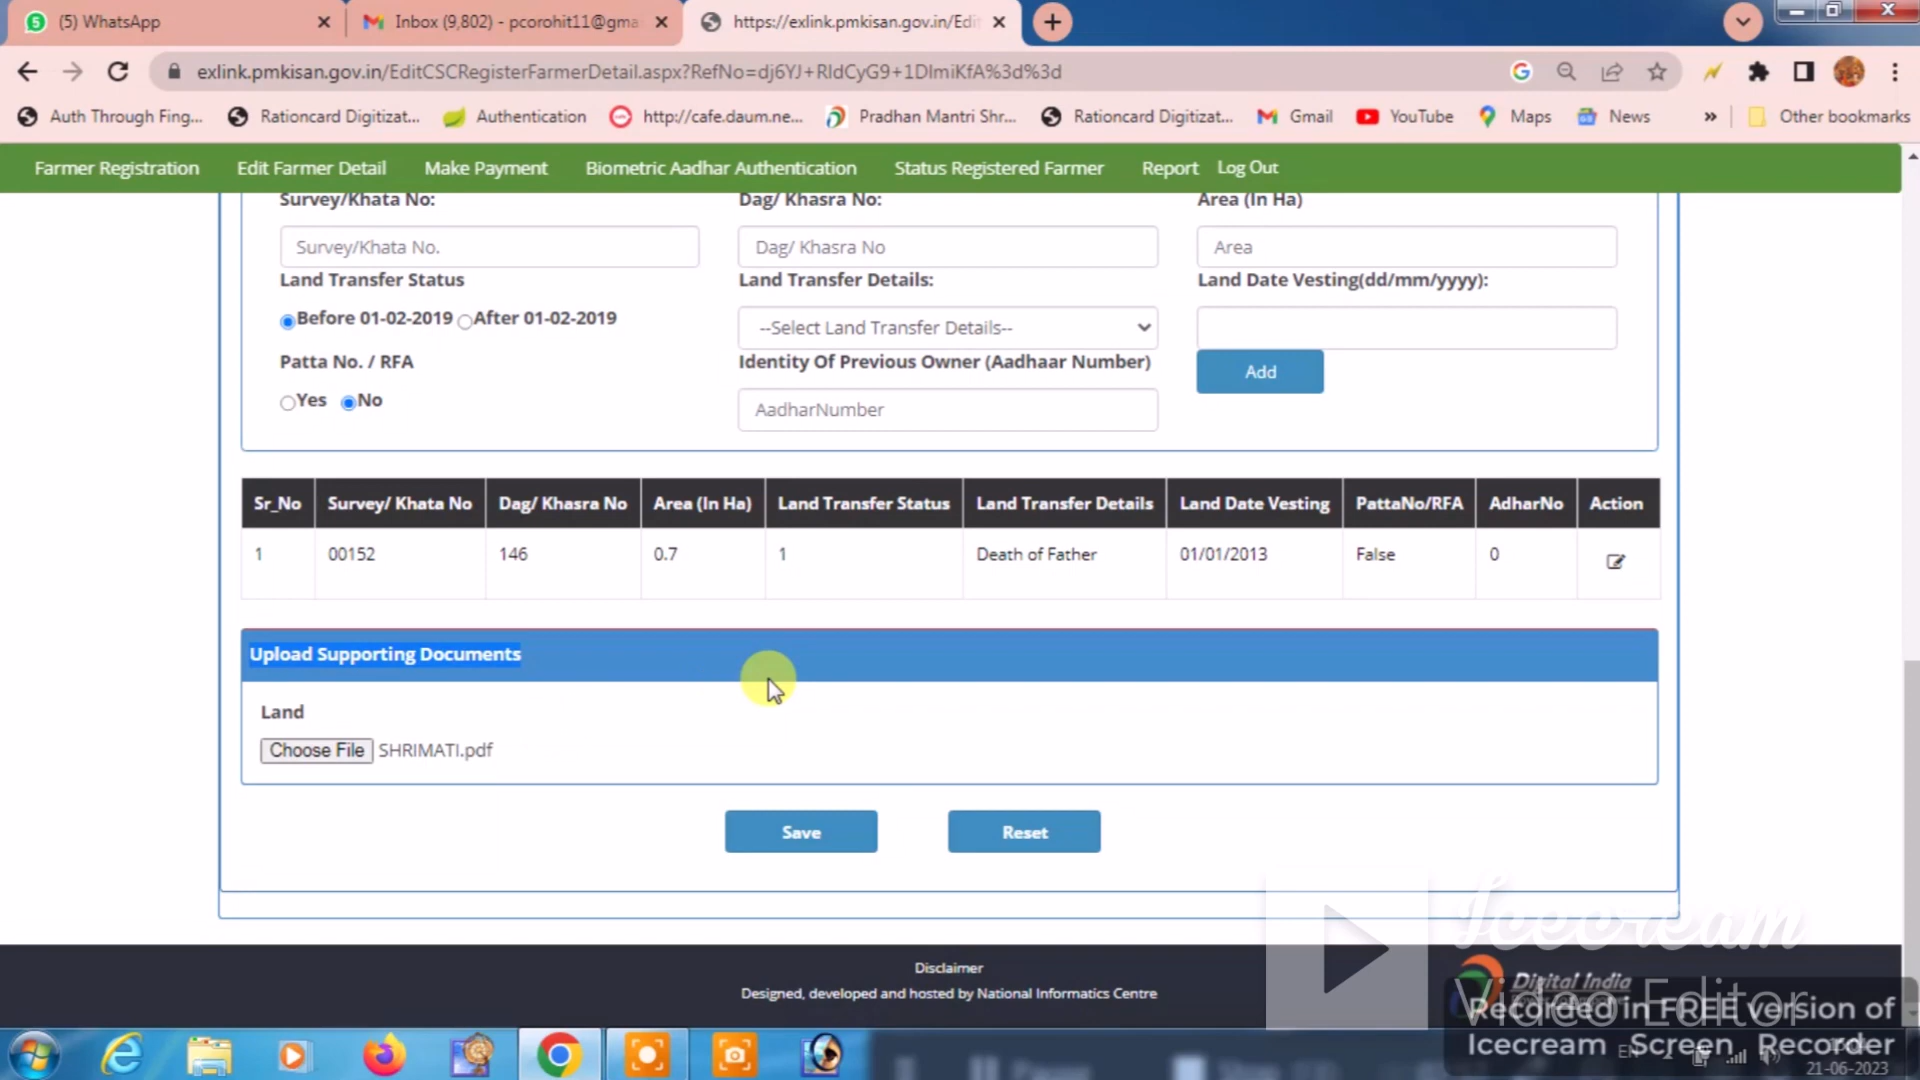 (5) WhatsApp
Inbox (9,802) - pcorohit11@gma
https://exlink.pmkisan.gov.in/Edi
exlink.pmkisan.gov.in/EditCSCRegisterFarmerDetail.aspx?RefNo=dj6YJ+RIdCyG9+1DImiKfA%3d%3d
Auth Through Fing... Rationcard Digitizat... Authentication http://cafe.daum.ne... Pradhan Mantri Shr... Rationcard Digitizat... Gmail YouTube Maps News » Other bookmarks
Farmer Registration Edit Farmer Detail Make Payment Biometric Aadhar Authentication Status Registered Farmer Report Log Out
Survey/Khata No: Dag/ Khasra No: Area (In Ha)
Survey/Khata No. Dag/ Khasra No Area
Land Transfer Status Land Transfer Details: Land Date Vesting(dd/mm/yyyy):
Before 01-02-2019 After 01-02-2019 --Select Land Transfer Details--
Patta No. / RFA Identity Of Previous Owner (Aadhaar Number) Add
Yes No AadharNumber
Sr_No Survey/ Khata No Dag/ Khasra No Area (In Ha) Land Transfer Status Land Transfer Details Land Date Vesting PattaNo/RFA AdharNo Action
1 00152 146 0.7 1 Death of Father 01/01/2013 False 0
Upload Supporting Documents
Land
Choose File SHRIMATI.pdf
Save Reset
Icecream
Video Editor
Disclaimer
Designed, developed and hosted by National Informatics Centre
Digital India
Recorded in FREE version of
Icecream Screen Recorder
EN
21-06-2023